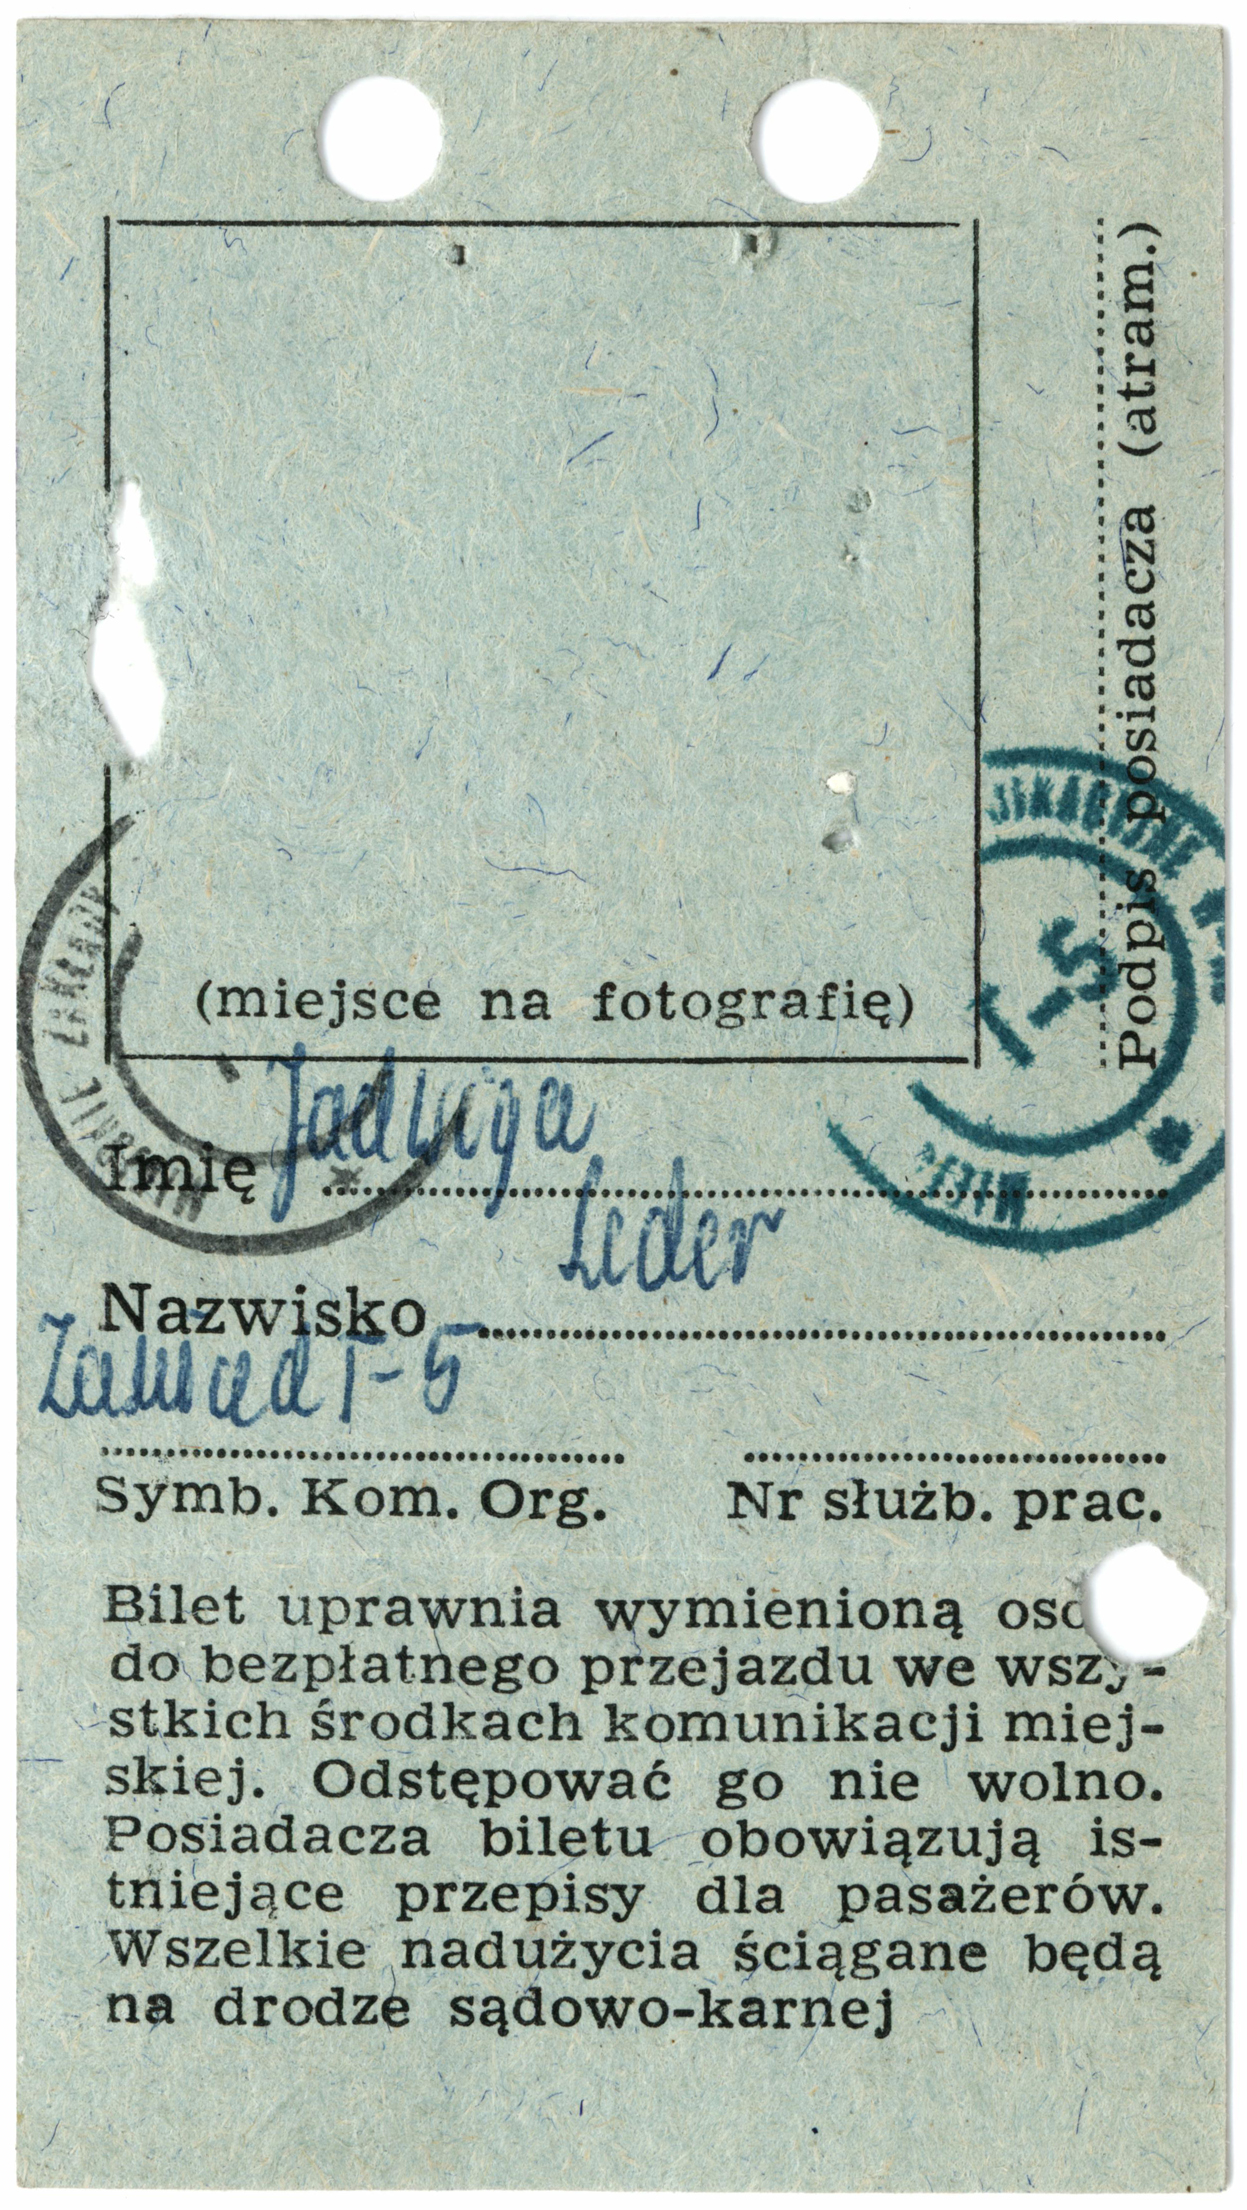 (miejsce na fotografię)
Podpis posiadacza (atram.)
T-5
Imię Jadwiga
Nazwisko Leder
Zakład T-5
Symb. Kom. Org. Nr służb. prac.
Bilet uprawnia wymienioną
do bezpłatnego przejazdu we wszy-
stkich środkach komunikacji miej-
skiej. Odstępować go nie wolno.
Posiadacza biletu obowiązują is-
tniejące przepisy dla pasażerów.
Wszelkie nadużycia ściągane będą
na drodze sądowo-karnej